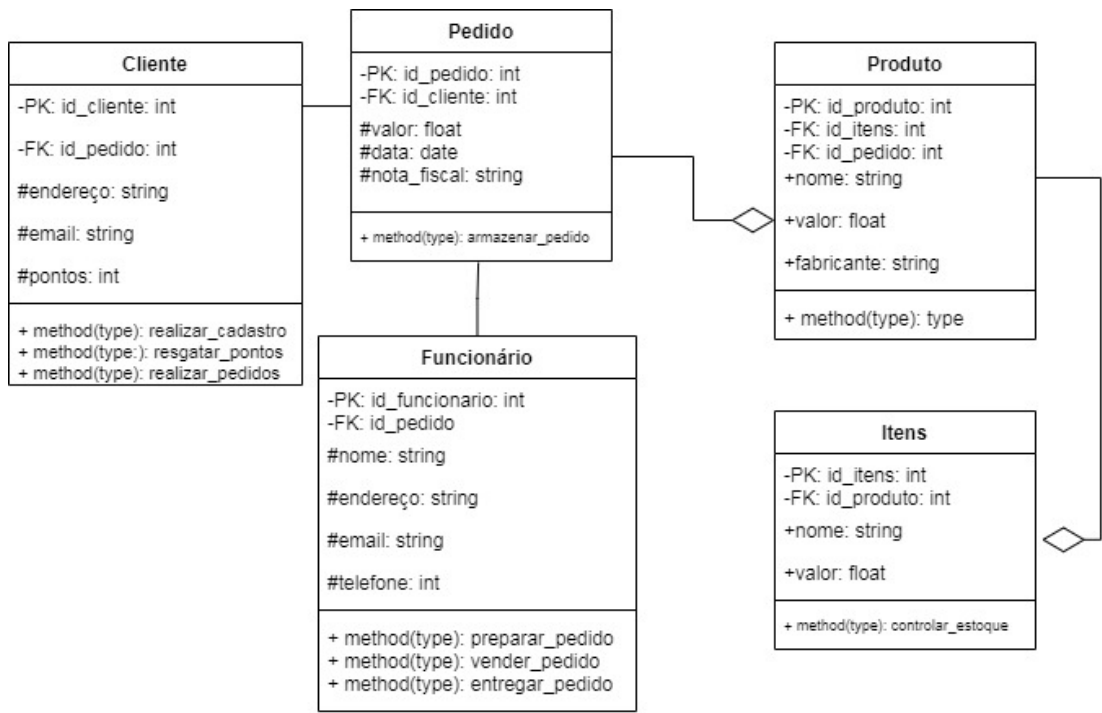 Cliente
-PK: id_cliente: int
-FK: id_pedido: int
#endereço: string
#email: string
#pontos: int
+ method(type): realizar_cadastro
+ method(type:): resgatar_pontos
+ method(type): realizar_pedidos
Pedido
-PK: id_pedido: int
-FK: id_cliente: int
#valor: float
#data: date
#nota_fiscal: string
+ method(type): armazenar_pedido
Funcionário
-PK: id_funcionario: int
-FK: id_pedido
#nome: string
#endereço: string
#email: string
#telefone: int
+ method(type): preparar_pedido
+ method(type): vender_pedido
+ method(type): entregar_pedido
Produto
-PK: id_produto: int
-FK: id_itens: int
-FK: id_pedido: int
+nome: string
+valor: float
+fabricante: string
+ method(type): type
Itens
-PK: id_itens: int
-FK: id_produto: int
+nome: string
+valor: float
+ method(type): controlar_estoque